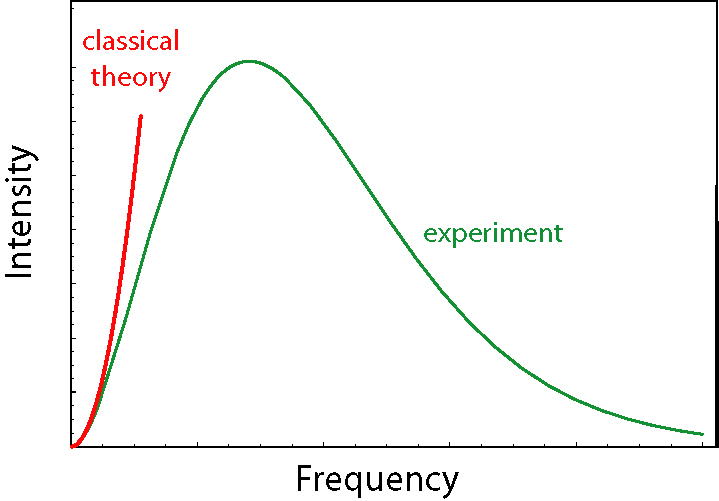 classical
theory
experiment
Intensity
Frequency